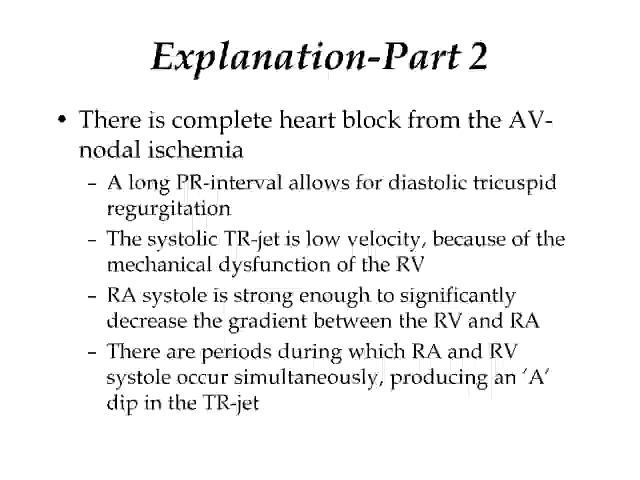 Explanation-Part 2
• There is complete heart block from the AV-
nodal ischemia
– A long PR-interval allows for diastolic tricuspid
regurgitation
– The systolic TR-jet is low velocity, because of the
mechanical dysfunction of the RV
– RA systole is strong enough to significantly
decrease the gradient between the RV and RA
– There are periods during which RA and RV
systole occur simultaneously, producing an ‘A’
dip in the TR-jet